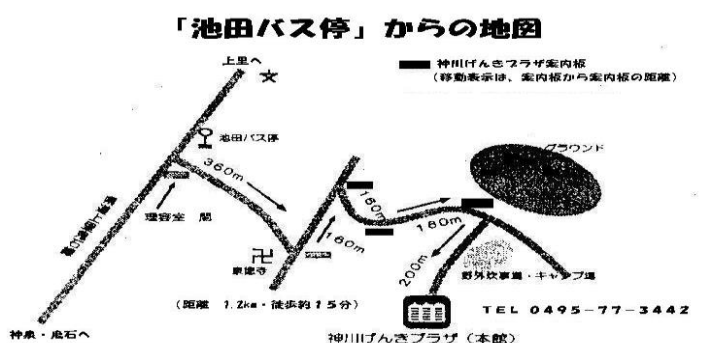 「池田バス停」からの地図
上里へ
神川げんきプラザ案内板
(移動表示は、案内板から案内板の距離)
池田バス停
グラウンド
360m
160m
理容室
160m
180m
200m
野外炊事場・キャンプ場
(距離 1.2km・徒歩約15分)
TEL 0495-77-3442
神泉・鬼石へ
神川げんきプラザ(本館)